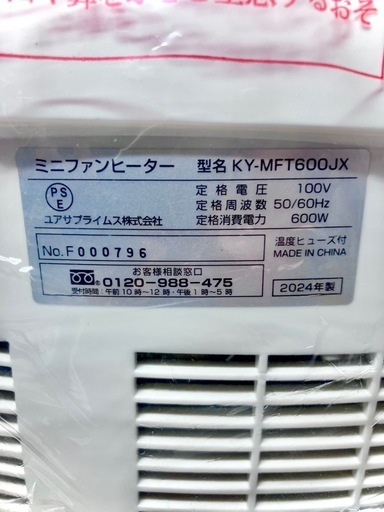 ミニファンヒーター 型名 KY-MFT600JX
PS
E
定格電圧 100V
定格周波数 50/60Hz
ユアサプライムス株式会社 定格消費電力 600W
No.F000796 温度ヒューズ付
MADE IN CHINA
お客様相談窓口
0120-988-475
受付時間：午前10時～12時・午後1時～5時 2024年製